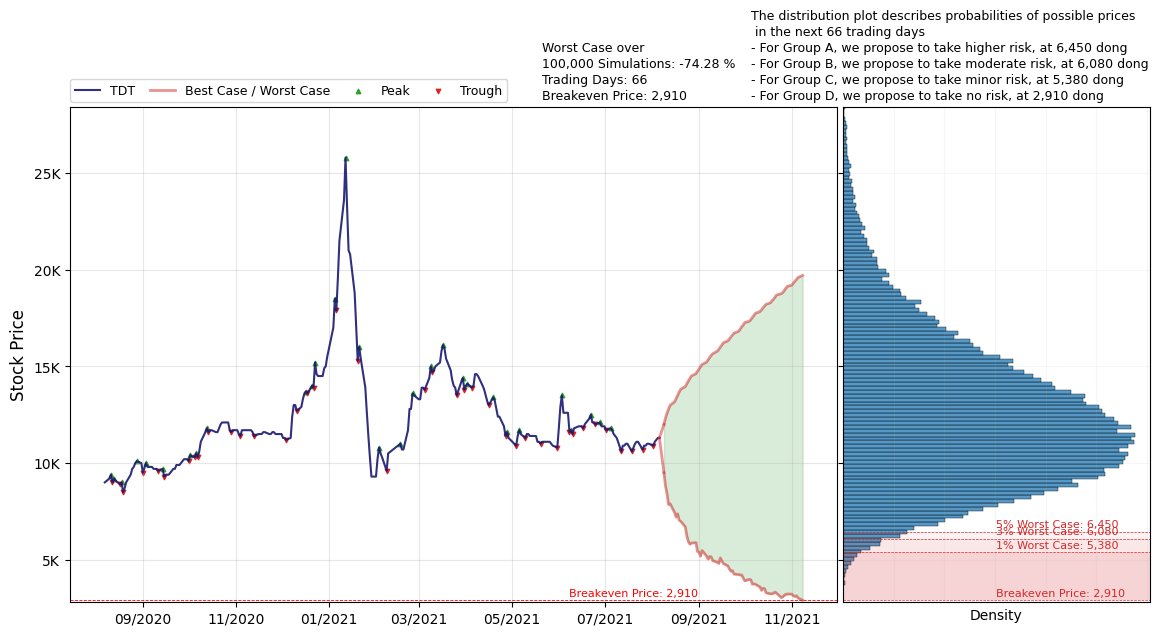 The distribution plot describes probabilities of possible prices
in the next 66 trading days
- For Group A, we propose to take higher risk, at 6,450 dong
- For Group B, we propose to take moderate risk, at 6,080 dong
- For Group C, we propose to take minor risk, at 5,380 dong
- For Group D, we propose to take no risk, at 2,910 dong
Worst Case over
100,000 Simulations: -74.28 %
Trading Days: 66
Breakeven Price: 2,910
TDT
Best Case / Worst Case
Peak
Trough
Stock Price
25K
20K
15K
10K
5K
Breakeven Price: 2,910
09/2020
11/2020
01/2021
03/2021
05/2021
07/2021
09/2021
11/2021
5% Worst Case: 6,450
3% Worst Case: 6,080
1% Worst Case: 5,380
Breakeven Price: 2,910
Density